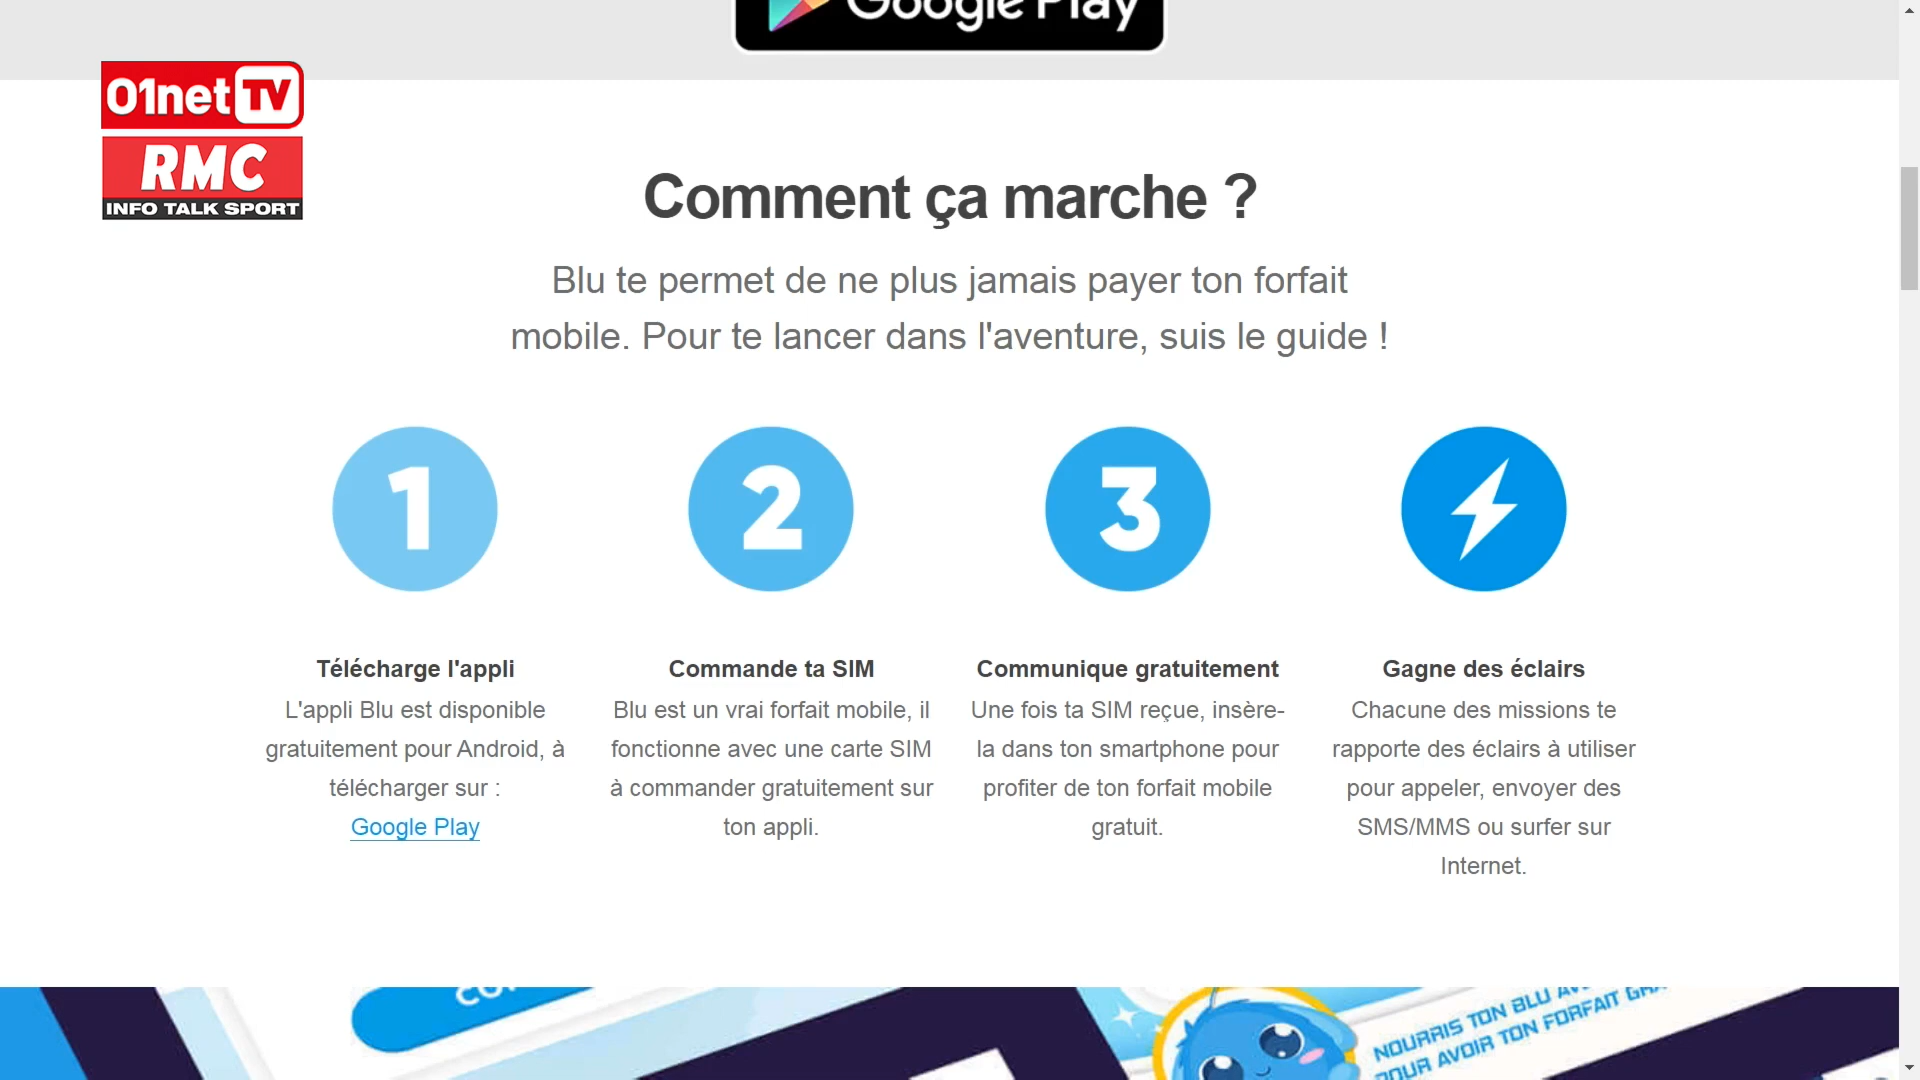 Google Play
01net TV
RMC
INFO TALK SPORT
Comment ça marche ?
Blu te permet de ne plus jamais payer ton forfait
mobile. Pour te lancer dans l'aventure, suis le guide !
1
2
3
Télécharge l'appli
L'appli Blu est disponible
gratuitement pour Android, à
télécharger sur :
Google Play
Commande ta SIM
Blu est un vrai forfait mobile, il
fonctionne avec une carte SIM
à commander gratuitement sur
ton appli.
Communique gratuitement
Une fois ta SIM reçue, insère-
la dans ton smartphone pour
profiter de ton forfait mobile
gratuit.
Gagne des éclairs
Chacune des missions te
rapporte des éclairs à utiliser
pour appeler, envoyer des
SMS/MMS ou surfer sur
Internet.
NOURRIS TON BLU
POUR AVOIR TON FORFAIT